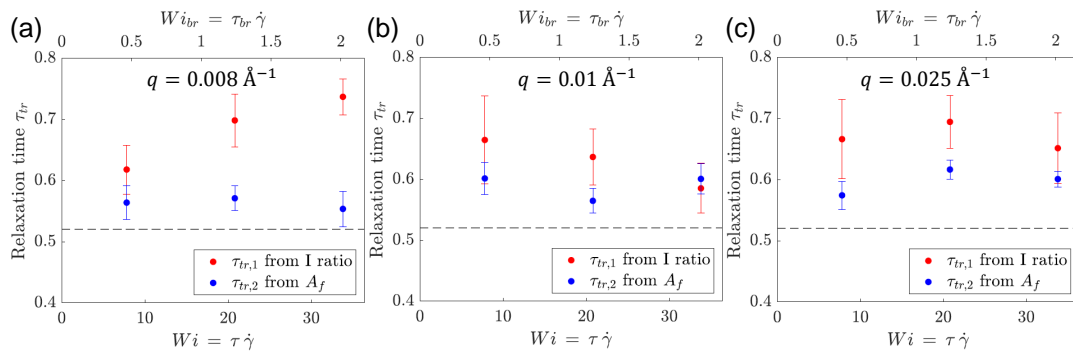 (a)
Wi_br = τ_br γ̇
0 0.5 1 1.5 2
q = 0.008 Å⁻¹
Relaxation time τ_tr
0.8
0.7
0.6
0.5
0.4
τ_tr,1 from I ratio
τ_tr,2 from A_f
0 10 20 30
Wi = τ γ̇
(b)
Wi_br = τ_br γ̇
0 0.5 1 1.5 2
q = 0.01 Å⁻¹
Relaxation time τ_tr
0.8
0.7
0.6
0.5
0.4
τ_tr,1 from I ratio
τ_tr,2 from A_f
0 10 20 30
Wi = τ γ̇
(c)
Wi_br = τ_br γ̇
0 0.5 1 1.5 2
q = 0.025 Å⁻¹
Relaxation time τ_tr
0.8
0.7
0.6
0.5
0.4
τ_tr,1 from I ratio
τ_tr,2 from A_f
0 10 20 30
Wi = τ γ̇